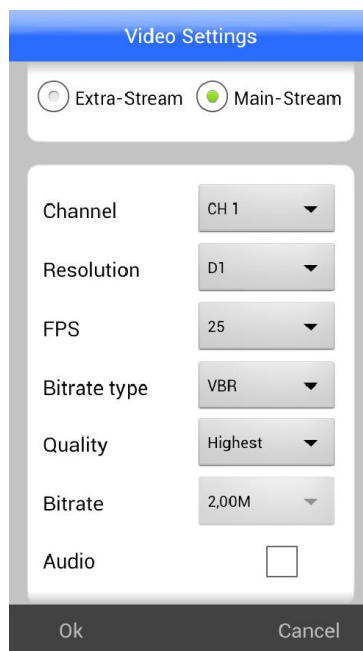 Video Settings
Extra-Stream Main-Stream
Channel CH 1
Resolution D1
FPS 25
Bitrate type VBR
Quality Highest
Bitrate 2,00M
Audio
Ok Cancel